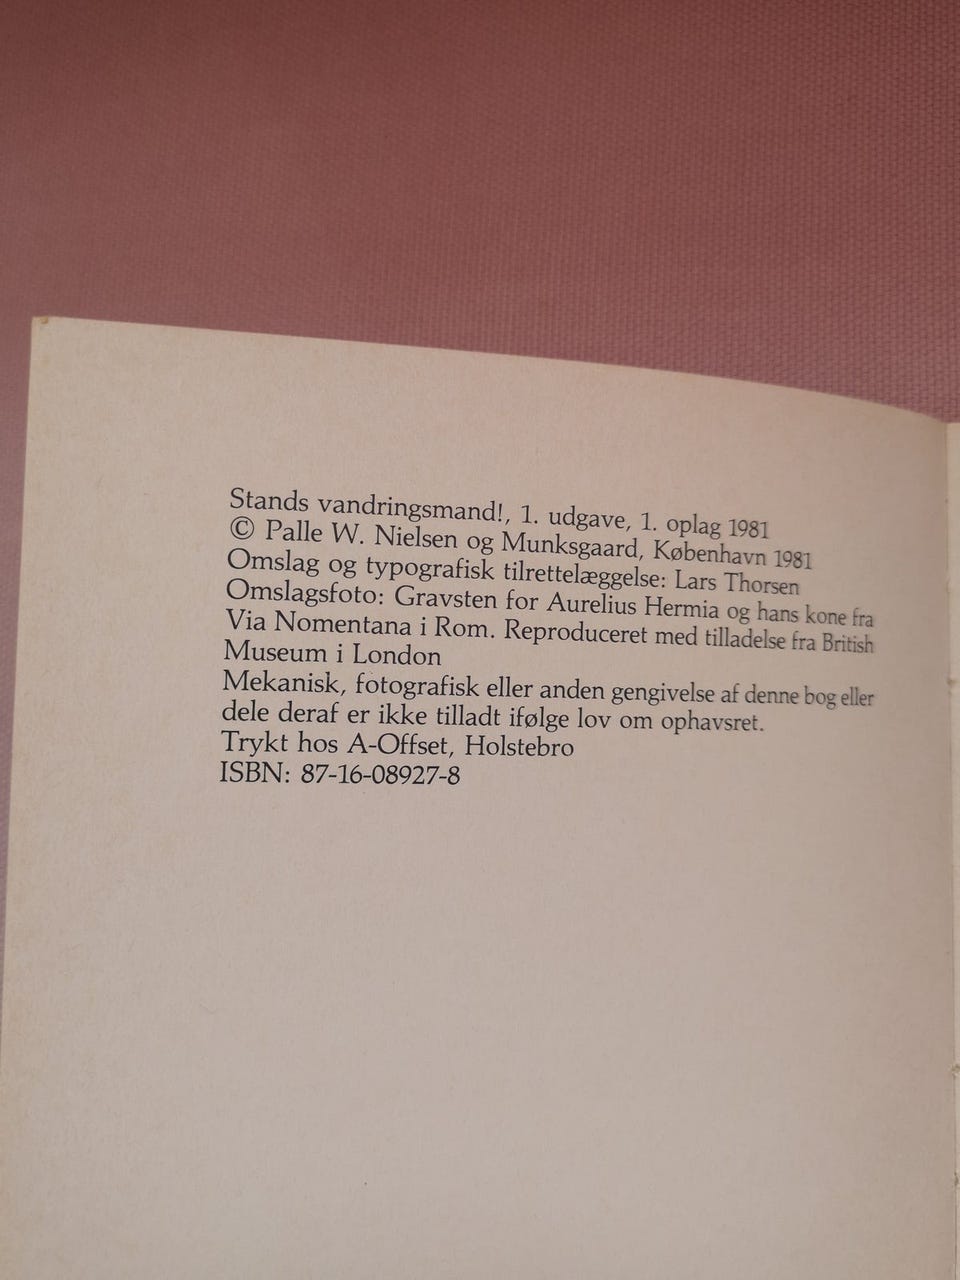 Stands vandringsmand!, 1. udgave, 1. oplag 1981
© Palle W. Nielsen og Munksgaard, København 1981
Omslag og typografisk tilrettelæggelse: Lars Thorsen
Omslagsfoto: Gravsten for Aurelius Hermia og hans kone fra
Via Nomentana i Rom. Reproduceret med tilladelse fra British
Museum i London
Mekanisk, fotografisk eller anden gengivelse af denne bog eller
dele deraf er ikke tilladt ifølge lov om ophavsret.
Trykt hos A-Offset, Holstebro
ISBN: 87-16-08927-8